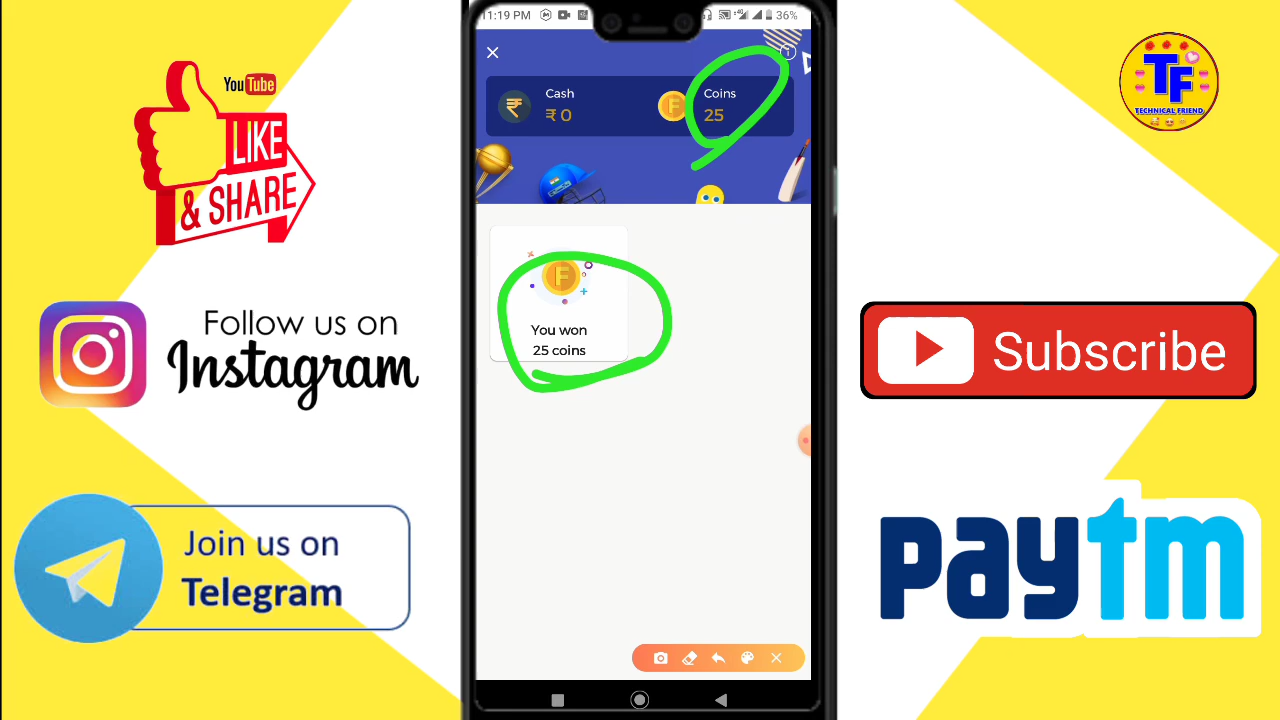 YouTube
LIKE
& SHARE
Follow us on
Instagram
Join us on
Telegram
11:19 PM
4G
36%
Cash
₹ 0
F
Coins
25
F
You won
25 coins
TF
TECHNICAL FRIEND
Subscribe
paytm